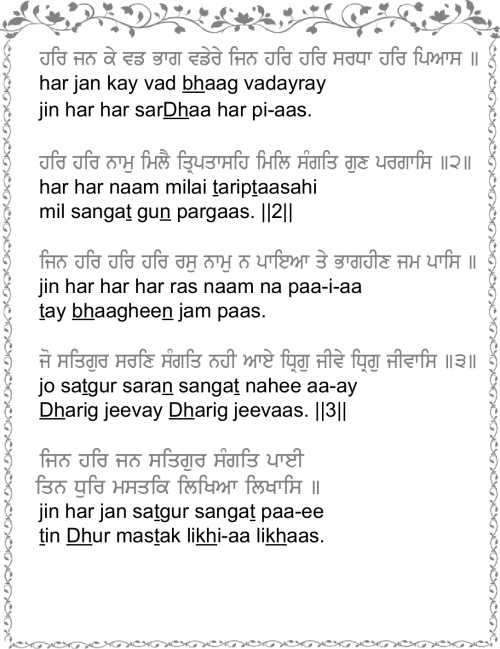 ਹਰਿ ਜਨ ਕੇ ਵਡ ਭਾਗ ਵਡੇਰੇ ਜਿਨ ਹਰਿ ਹਰਿ ਸਰਧਾ ਹਰਿ ਪਿਆਸ ॥
har jan kay vad bhaag vadayray
jin har har sarDhaa har pi-aas.
ਹਰਿ ਹਰਿ ਨਾਮੁ ਮਿਲੈ ਤ੍ਰਿਪਤਾਸਹਿ ਮਿਲਿ ਸੰਗਤਿ ਗੁਣ ਪਰਗਾਸਿ ॥੨॥
har har naam milai tariptaasahi
mil sangat gun pargaas. ||2||
ਜਿਨ ਹਰਿ ਹਰਿ ਹਰਿ ਰਸੁ ਨਾਮੁ ਨ ਪਾਇਆ ਤੇ ਭਾਗਹੀਣ ਜਮ ਪਾਸਿ ॥
jin har har har ras naam na paa-i-aa
tay bhaagheen jam paas.
ਜੋ ਸਤਿਗੁਰ ਸਰਣਿ ਸੰਗਤਿ ਨਹੀ ਆਏ ਧ੍ਰਿਗੁ ਜੀਵੇ ਧ੍ਰਿਗੁ ਜੀਵਾਸਿ ॥੩॥
jo satgur saran sangat nahee aa-ay
Dharig jeevay Dharig jeevaas. ||3||
ਜਿਨ ਹਰਿ ਜਨ ਸਤਿਗੁਰ ਸੰਗਤਿ ਪਾਈ
ਤਿਨ ਧੁਰਿ ਮਸਤਕਿ ਲਿਖਿਆ ਲਿਖਾਸਿ ॥
jin har jan satgur sangat paa-ee
tin Dhur mastak likhi-aa likhaas.